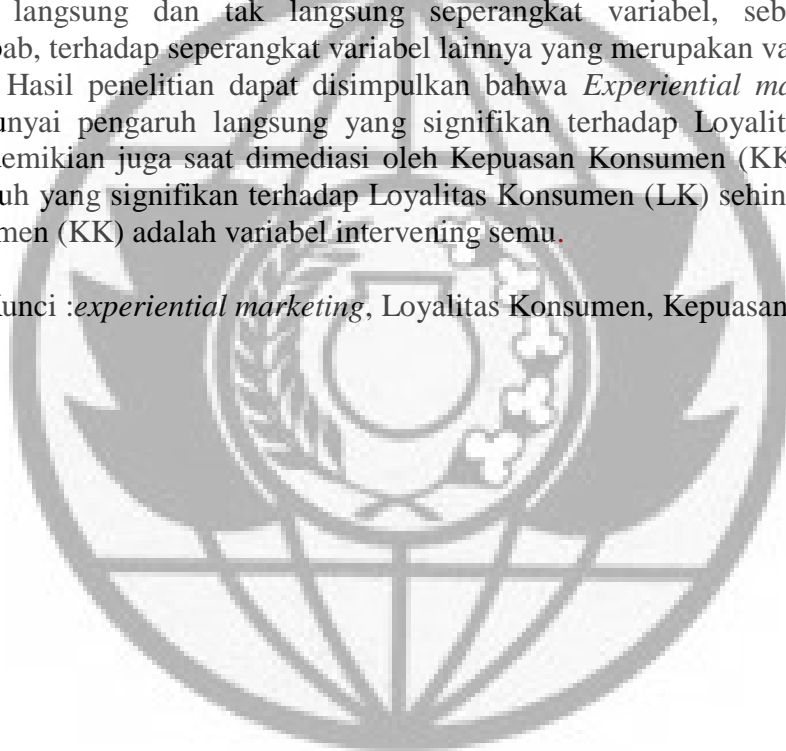 langsung dan tak langsung seperangkat variabel, seb
bab, terhadap seperangkat variabel lainnya yang merupakan va
Hasil penelitian dapat disimpulkan bahwa Experiential ma
unyai pengaruh langsung yang signifikan terhadap Loyalit
emikian juga saat dimediasi oleh Kepuasan Konsumen (KK
uh yang signifikan terhadap Loyalitas Konsumen (LK) sehin
men (KK) adalah variabel intervening semu.
Kunci :experiential marketing, Loyalitas Konsumen, Kepuasan